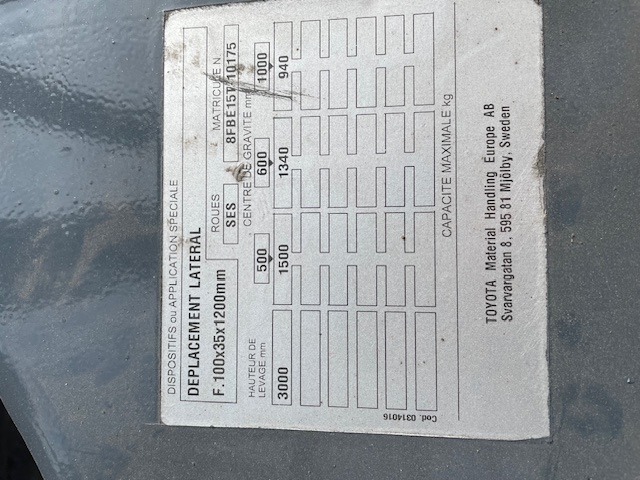 DISPOSITIFS ou APPLICATION SPECIALE
DEPLACEMENT LATERAL
F.100x35x1200mm
ROUES
SES
MATRICULE N
8FBE15T 10175
HAUTEUR DE
LEVAGE.mm
CENTRE DE GRAVITE mm
500 600 1000
3000 1500 1340 940
CAPACITE MAXIMALE kg
Cod. 0314016
TOYOTA Material Handling Europe AB
Svarvargatan 8, 595 81 Mjölby, Sweden